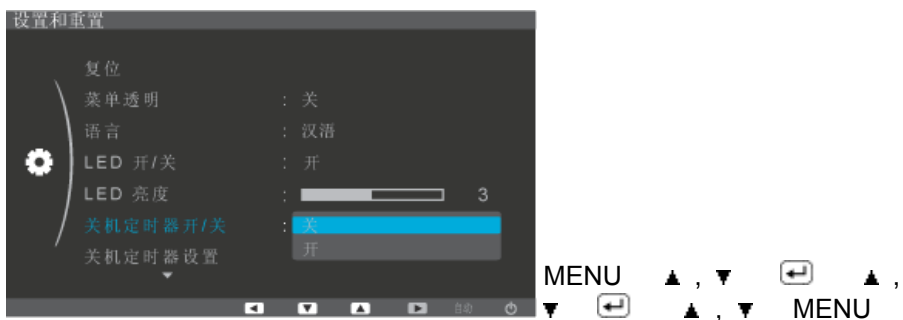 设置和重置
复位
菜单透明 : 关
语言 : 汉语
LED 开/关 : 开
LED 亮度 : 3
关机定时器开/关 : 关
开
关机定时器设置
自动
MENU ▲ , ▼ ▲ ,
▼ ▲ , ▼ MENU